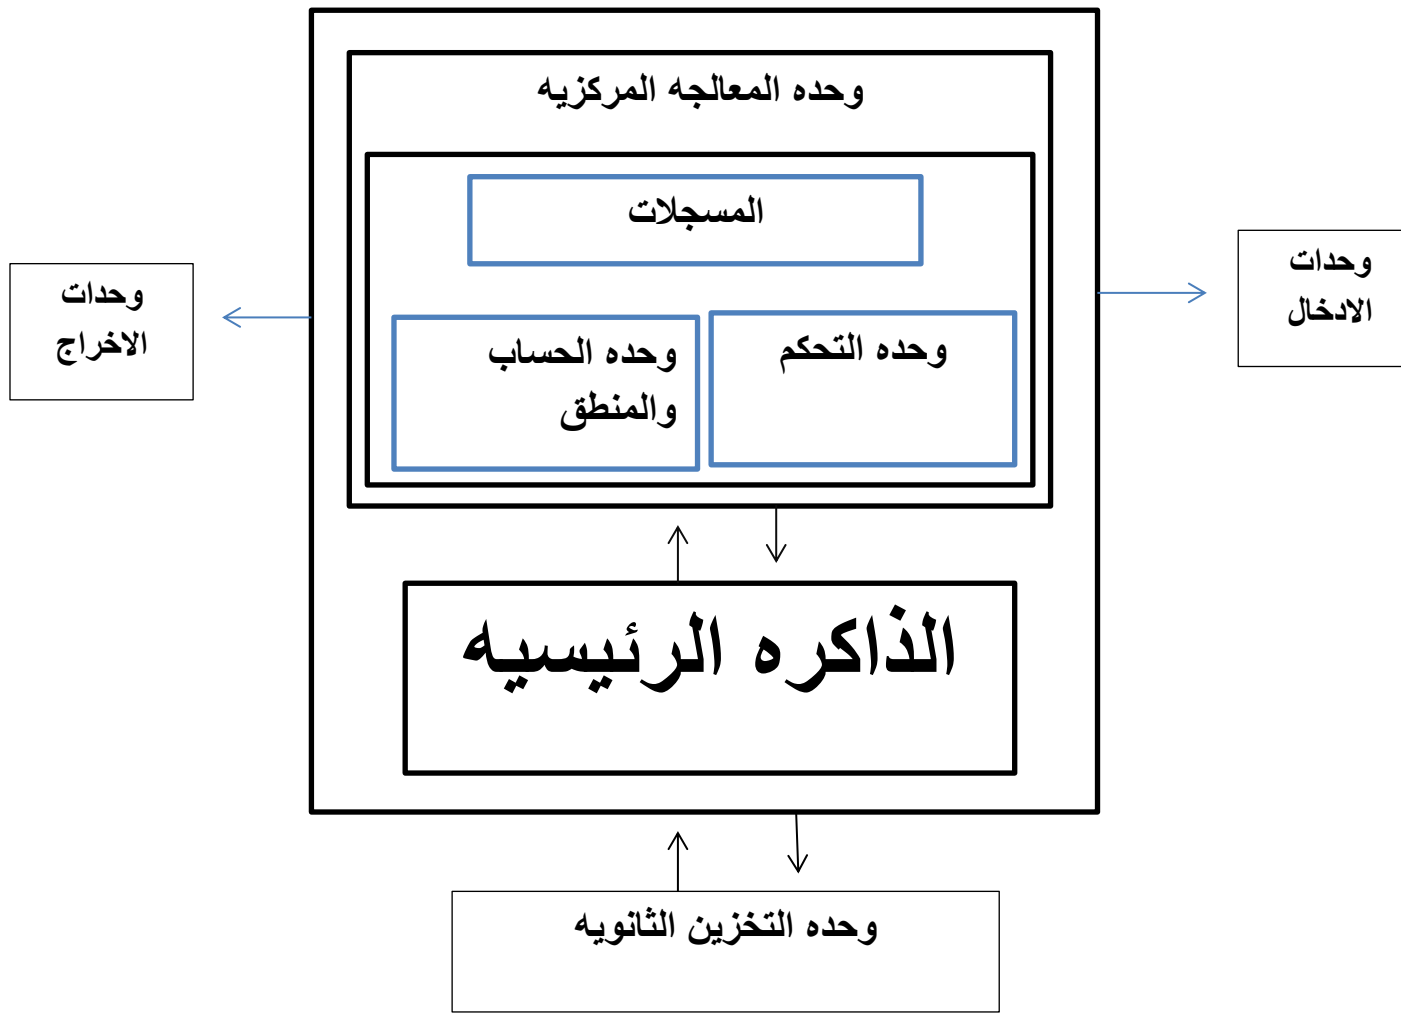 وحده المعالجه المركزيه
المسجلات
وحدات
الادخال
وحدات
الاخراج
وحده التحكم
وحده الحساب
والمنطق
الذاكره الرئيسيه
وحده التخزين الثانويه